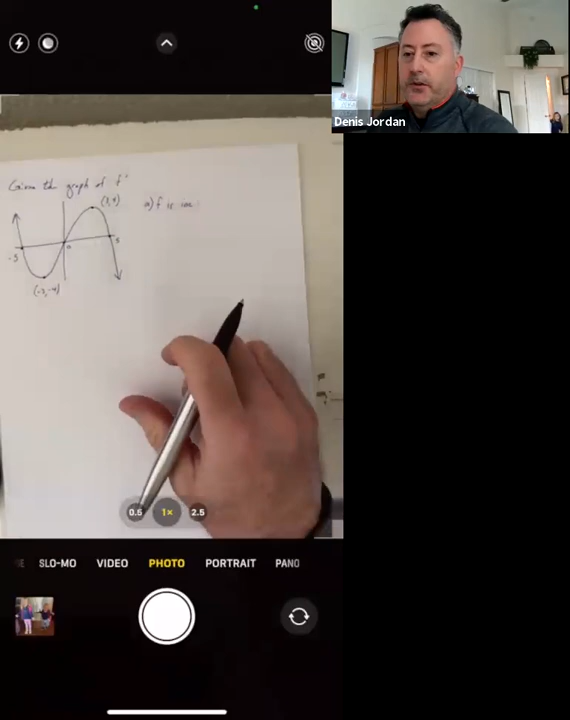 Denis Jordan
Given the graph of f'
(3,4)
a) f is inc:
-5
0
5
(-3,-4)
0.5
1×
2.5
SLO-MO
VIDEO
PHOTO
PORTRAIT
PANO